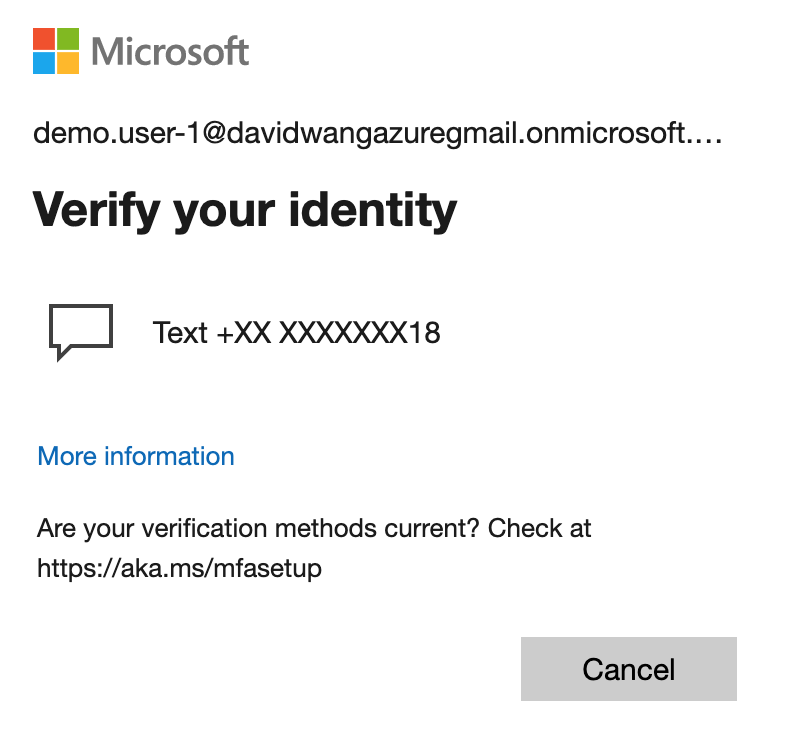 Microsoft
demo.user-1@davidwangazuregmail.onmicrosoft....
Verify your identity
Text +XX XXXXXXX18
More information
Are your verification methods current? Check at
https://aka.ms/mfasetup
Cancel